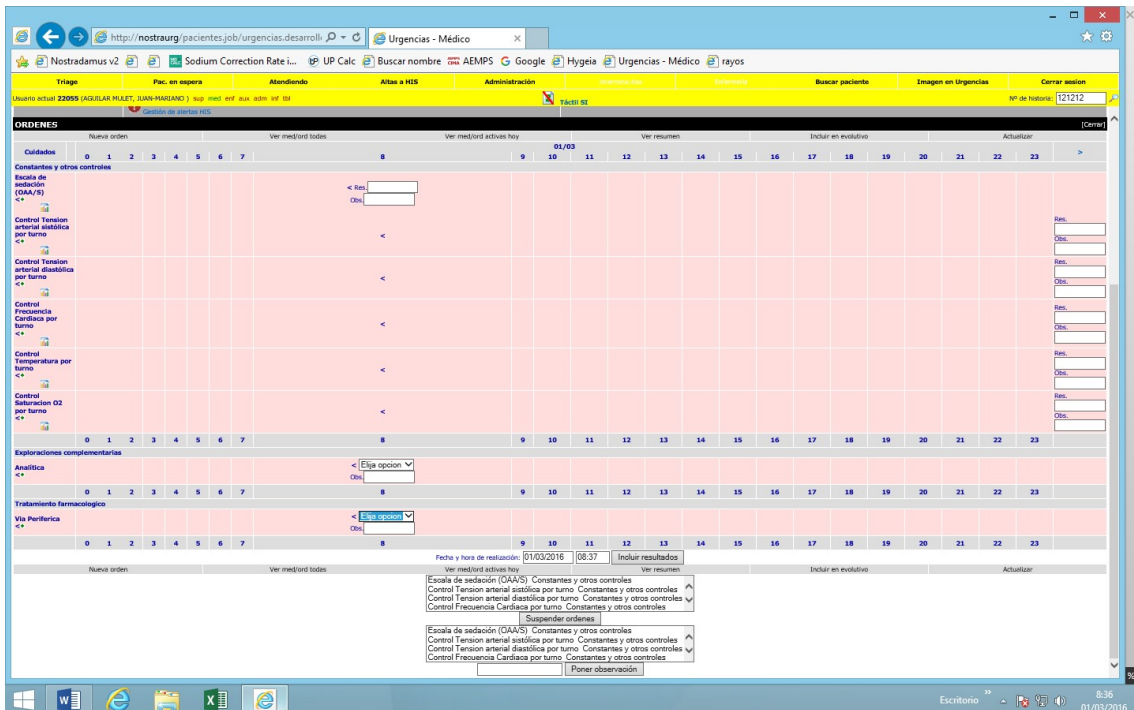 http://nostraurg/pacientes.job/urgencias.desarroll
Urgencias - Médico
Nostradamus v2 Sodium Correction Rate i... UP Calc Buscar nombre AEMPS Google Hygeia Urgencias - Médico rayos
Triage Pac. en espera Atendiendo Altas a HIS Administración Buscar paciente Imagen en Urgencias Cerrar sesion
Usuario actual 22055 (AGUILAR MULET, JUAN-MARIANO ) sup med enf aux adm inf tbl Táctil SI Nº de historia: 121212
Gestión de alertas HIS
ORDENES [Cerrar]
Nueva orden Ver med/ord todas Ver med/ord activas hoy Ver resumen Incluir en evolutivo Actualizar
01/03
Cuidados 0 1 2 3 4 5 6 7 8 9 10 11 12 13 14 15 16 17 18 19 20 21 22 23 >
Constantes y otros controles
Escala de
sedación
(OAA/S)
<+
< Res.
Obs.
Control Tension
arterial sistólica
por turno
<+
<
Res.
Obs.
Control Tension
arterial diastólica
por turno
<+
<
Res.
Obs.
Control
Frecuencia
Cardiaca por
turno
<+
<
Res.
Obs.
Control
Temperatura por
turno
<+
<
Res.
Obs.
Control
Saturacion O2
por turno
<+
<
Res.
Obs.
0 1 2 3 4 5 6 7 8 9 10 11 12 13 14 15 16 17 18 19 20 21 22 23
Exploraciones complementarias
Analítica
<+
< Elija opcion
Obs.
0 1 2 3 4 5 6 7 8 9 10 11 12 13 14 15 16 17 18 19 20 21 22 23
Tratamiento farmacologico
Via Periferica
<+
< Elija opcion
Obs.
0 1 2 3 4 5 6 7 8 9 10 11 12 13 14 15 16 17 18 19 20 21 22 23
Fecha y hora de realización: 01/03/2016 08:37 Incluir resultados
Nueva orden Ver med/ord todas Ver med/ord activas hoy Ver resumen Incluir en evolutivo Actualizar
Escala de sedación (OAA/S) Constantes y otros controles
Control Tension arterial sistólica por turno Constantes y otros controles
Control Tension arterial diastólica por turno Constantes y otros controles
Control Frecuencia Cardiaca por turno Constantes y otros controles
Suspender ordenes
Escala de sedación (OAA/S) Constantes y otros controles
Control Tension arterial sistólica por turno Constantes y otros controles
Control Tension arterial diastólica por turno Constantes y otros controles
Control Frecuencia Cardiaca por turno Constantes y otros controles
Poner observación
Escritorio 8:36
01/03/2016